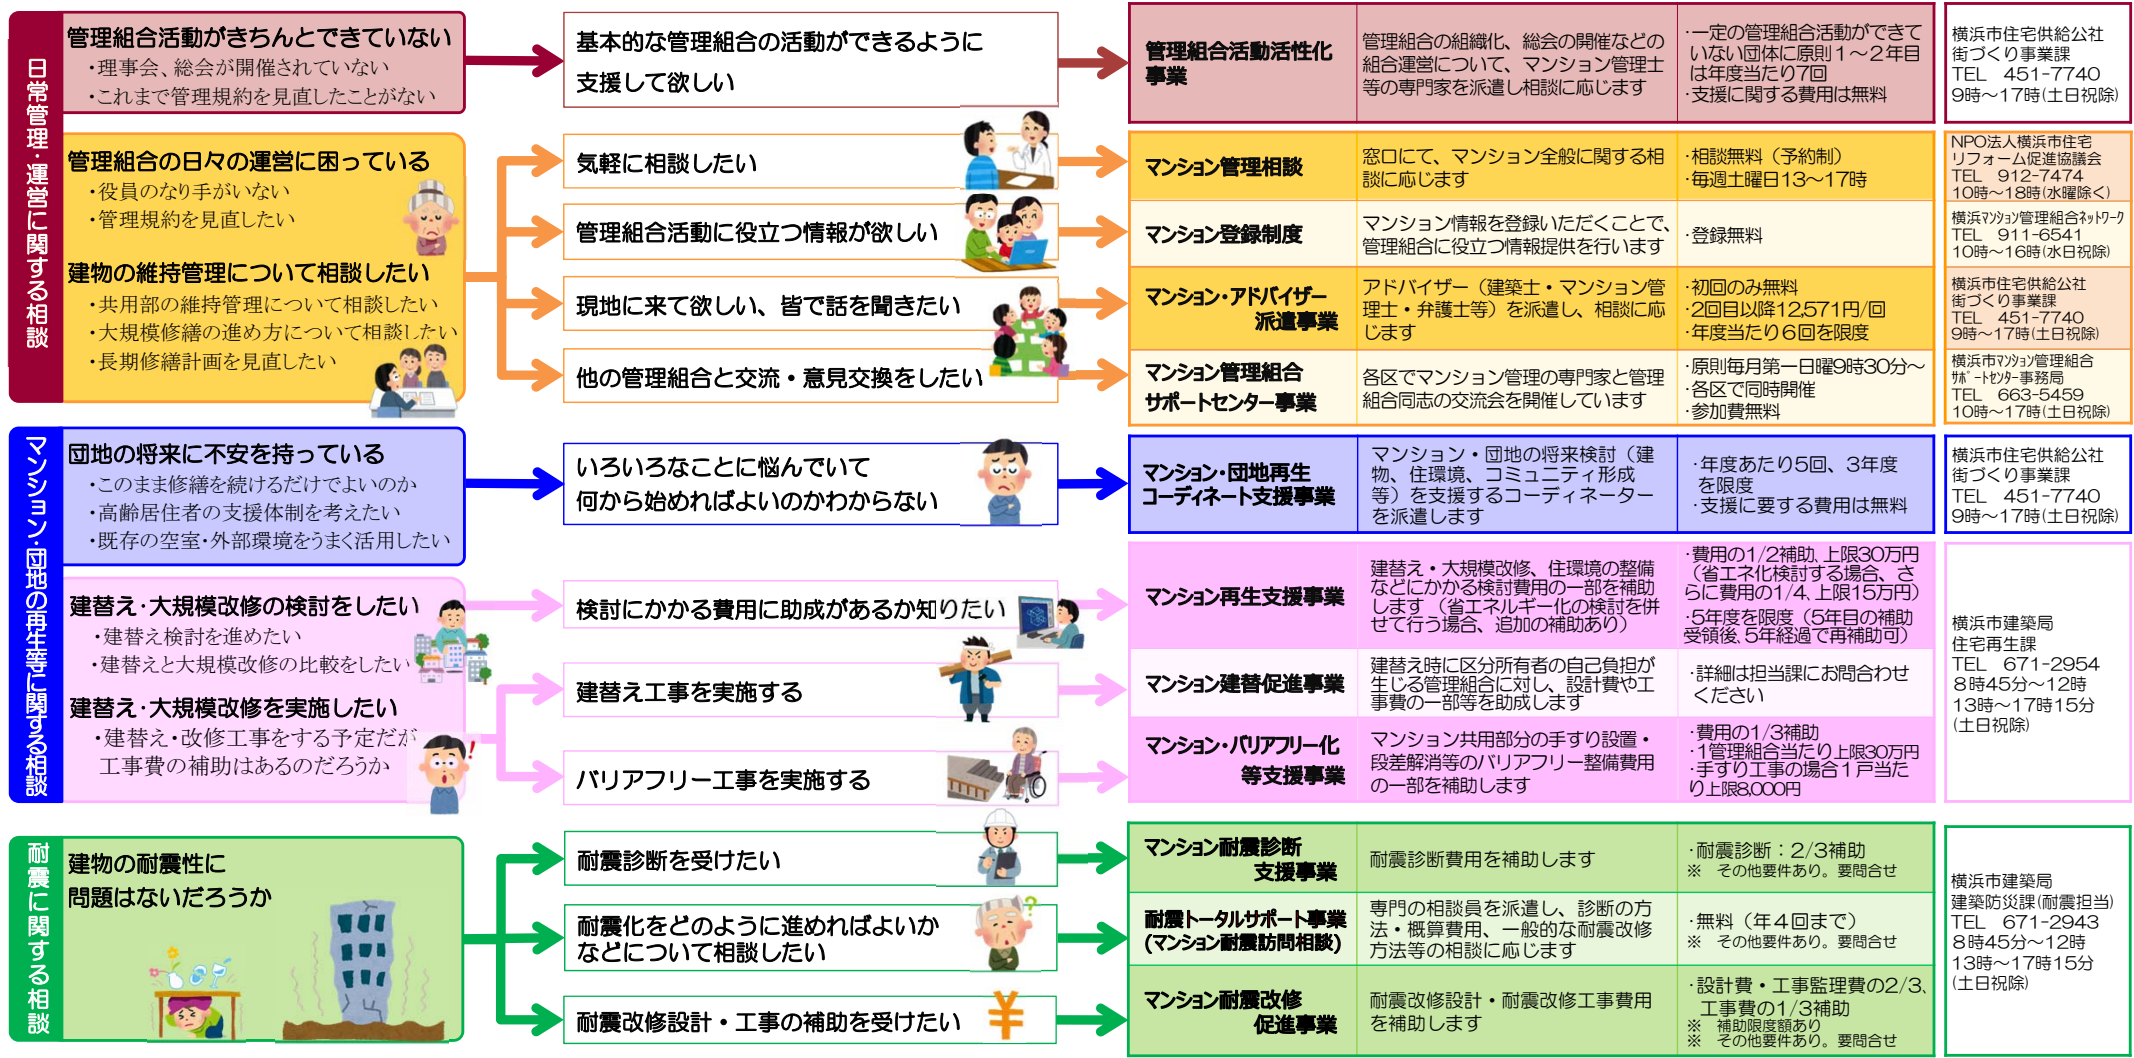 日常管理・運営に関する相談
管理組合活動がきちんとできていない
・理事会、総会が開催されていない
・これまで管理規約を見直したことがない
基本的な管理組合の活動ができるように
支援して欲しい
管理組合活動活性化
事業
管理組合の組織化、総会の開催などの
組合運営について、マンション管理士
等の専門家を派遣し相談に応じます
・一定の管理組合活動ができて
いない団体に原則1～2年目
は年度当たり7回
・支援に関する費用は無料
横浜市住宅供給公社
街づくり事業課
TEL 451-7740
9時～17時(土日祝除)
管理組合の日々の運営に困っている
・役員のなり手がいない
・管理規約を見直したい
建物の維持管理について相談したい
・共用部の維持管理について相談したい
・大規模修繕の進め方について相談したい
・長期修繕計画を見直したい
気軽に相談したい
マンション管理相談
窓口にて、マンション全般に関する相
談に応じます
・相談無料（予約制）
・毎週土曜日13～17時
NPO法人横浜市住宅
リフォーム促進協議会
TEL 912-7474
10時～18時(水曜除く)
管理組合活動に役立つ情報が欲しい
マンション登録制度
マンション情報を登録いただくことで、
管理組合に役立つ情報提供を行います
・登録無料
横浜マンション管理組合ネットワーク
TEL 911-6541
10時～16時(水日祝除)
現地に来て欲しい、皆で話を聞きたい
マンション・アドバイザー
派遣事業
アドバイザー（建築士・マンション管
理士・弁護士等）を派遣し、相談に応
じます
・初回のみ無料
・2回目以降12,571円/回
・年度当たり6回を限度
横浜市住宅供給公社
街づくり事業課
TEL 451-7740
9時～17時(土日祝除)
他の管理組合と交流・意見交換をしたい
マンション管理組合
サポートセンター事業
各区でマンション管理の専門家と管理
組合同志の交流会を開催しています
・原則毎月第一日曜9時30分～
・各区で同時開催
・参加費無料
横浜市マンション管理組合
サポートセンター事務局
TEL 663-5459
10時～17時(土日祝除)
マンション・団地の再生等に関する相談
団地の将来に不安を持っている
・このまま修繕を続けるだけでよいのか
・高齢居住者の支援体制を考えたい
・既存の空室・外部環境をうまく活用したい
いろいろなことに悩んでいて
何から始めればよいのかわからない
マンション・団地再生
コーディネート支援事業
マンション・団地の将来検討（建
物、住環境、コミュニティ形成
等）を支援するコーディネーター
を派遣します
・年度あたり5回、3年度
を限度
・支援に要する費用は無料
横浜市住宅供給公社
街づくり事業課
TEL 451-7740
9時～17時(土日祝除)
建替え・大規模改修の検討をしたい
・建替え検討を進めたい
・建替えと大規模改修の比較をしたい
建替え・大規模改修を実施したい
・建替え・改修工事をする予定だが
工事費の補助はあるのだろうか
検討にかかる費用に助成があるか知りたい
マンション再生支援事業
建替え・大規模改修、住環境の整備
などにかかる検討費用の一部を補助
します（省エネルギー化の検討を併
せて行う場合、追加の補助あり）
・費用の1/2補助、上限30万円
（省エネ化検討する場合、さ
らに費用の1/4、上限15万円）
・5年度を限度（5年目の補助
受領後、5年経過で再補助可）
建替え工事を実施する
マンション建替促進事業
建替え時に区分所有者の自己負担が
生じる管理組合に対し、設計費や工
事費の一部等を助成します
・詳細は担当課にお問合わせ
ください
バリアフリー工事を実施する
マンション・バリアフリー化
等支援事業
マンション共用部分の手すり設置・
段差解消等のバリアフリー整備費用
の一部を補助します
・費用の1/3補助
・1管理組合当たり上限30万円
・手すり工事の場合1戸当た
り上限8,000円
横浜市建築局
住宅再生課
TEL 671-2954
8時45分～12時
13時～17時15分
(土日祝除)
耐震に関する相談
建物の耐震性に
問題はないだろうか
耐震診断を受けたい
マンション耐震診断
支援事業
耐震診断費用を補助します
・耐震診断：2/3補助
※ その他要件あり。要問合せ
耐震化をどのように進めればよいか
などについて相談したい
?
耐震トータルサポート事業
(マンション耐震訪問相談)
専門の相談員を派遣し、診断の方
法・概算費用、一般的な耐震改修
方法等の相談に応じます
・無料（年4回まで）
※ その他要件あり。要問合せ
耐震改修設計・工事の補助を受けたい
¥
マンション耐震改修
促進事業
耐震改修設計・耐震改修工事費用
を補助します
・設計費・工事監理費の2/3、
工事費の1/3補助
※ 補助限度額あり
※ その他要件あり。要問合せ
横浜市建築局
建築防災課(耐震担当)
TEL 671-2943
8時45分～12時
13時～17時15分
(土日祝除)